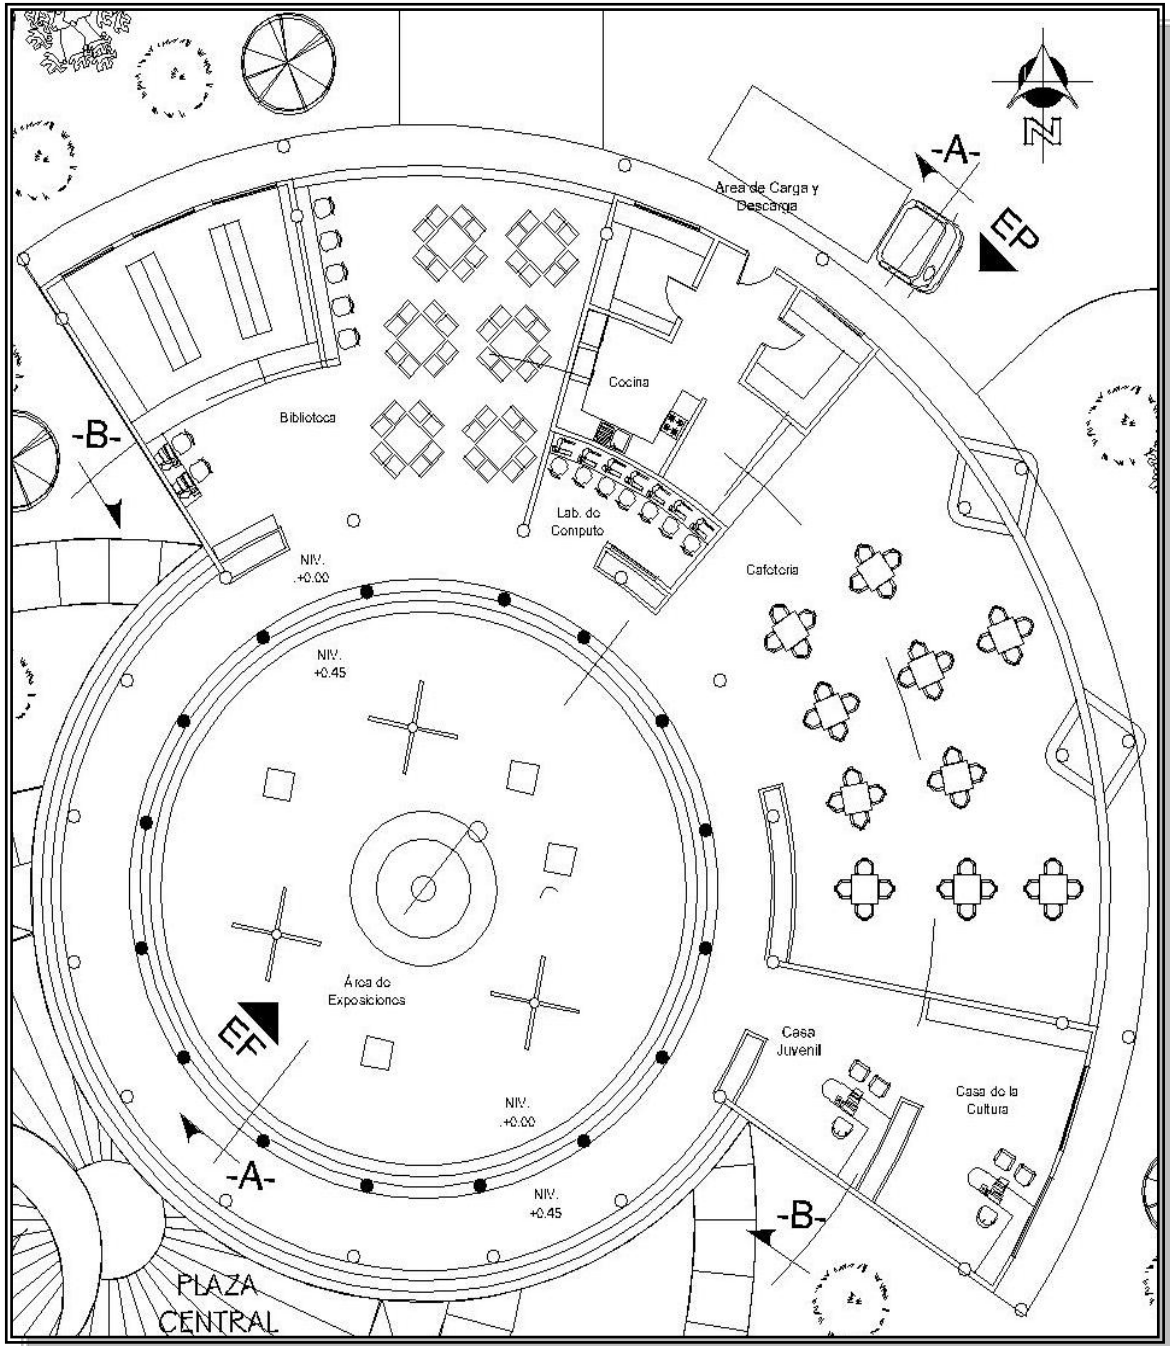 N
-A-
Área de Carga y
Descarga
EP
Cocina
Biblioteca
-B-
Lab. de
Computo
NIV.
.+0.00
Cafeteria
NIV.
+0.45
Área de
Exposiciones
EF
Casa
Juvenil
Casa de la
Cultura
NIV.
.+0.00
-A-
NIV.
+0.45
-B-
PLAZA
CENTRAL